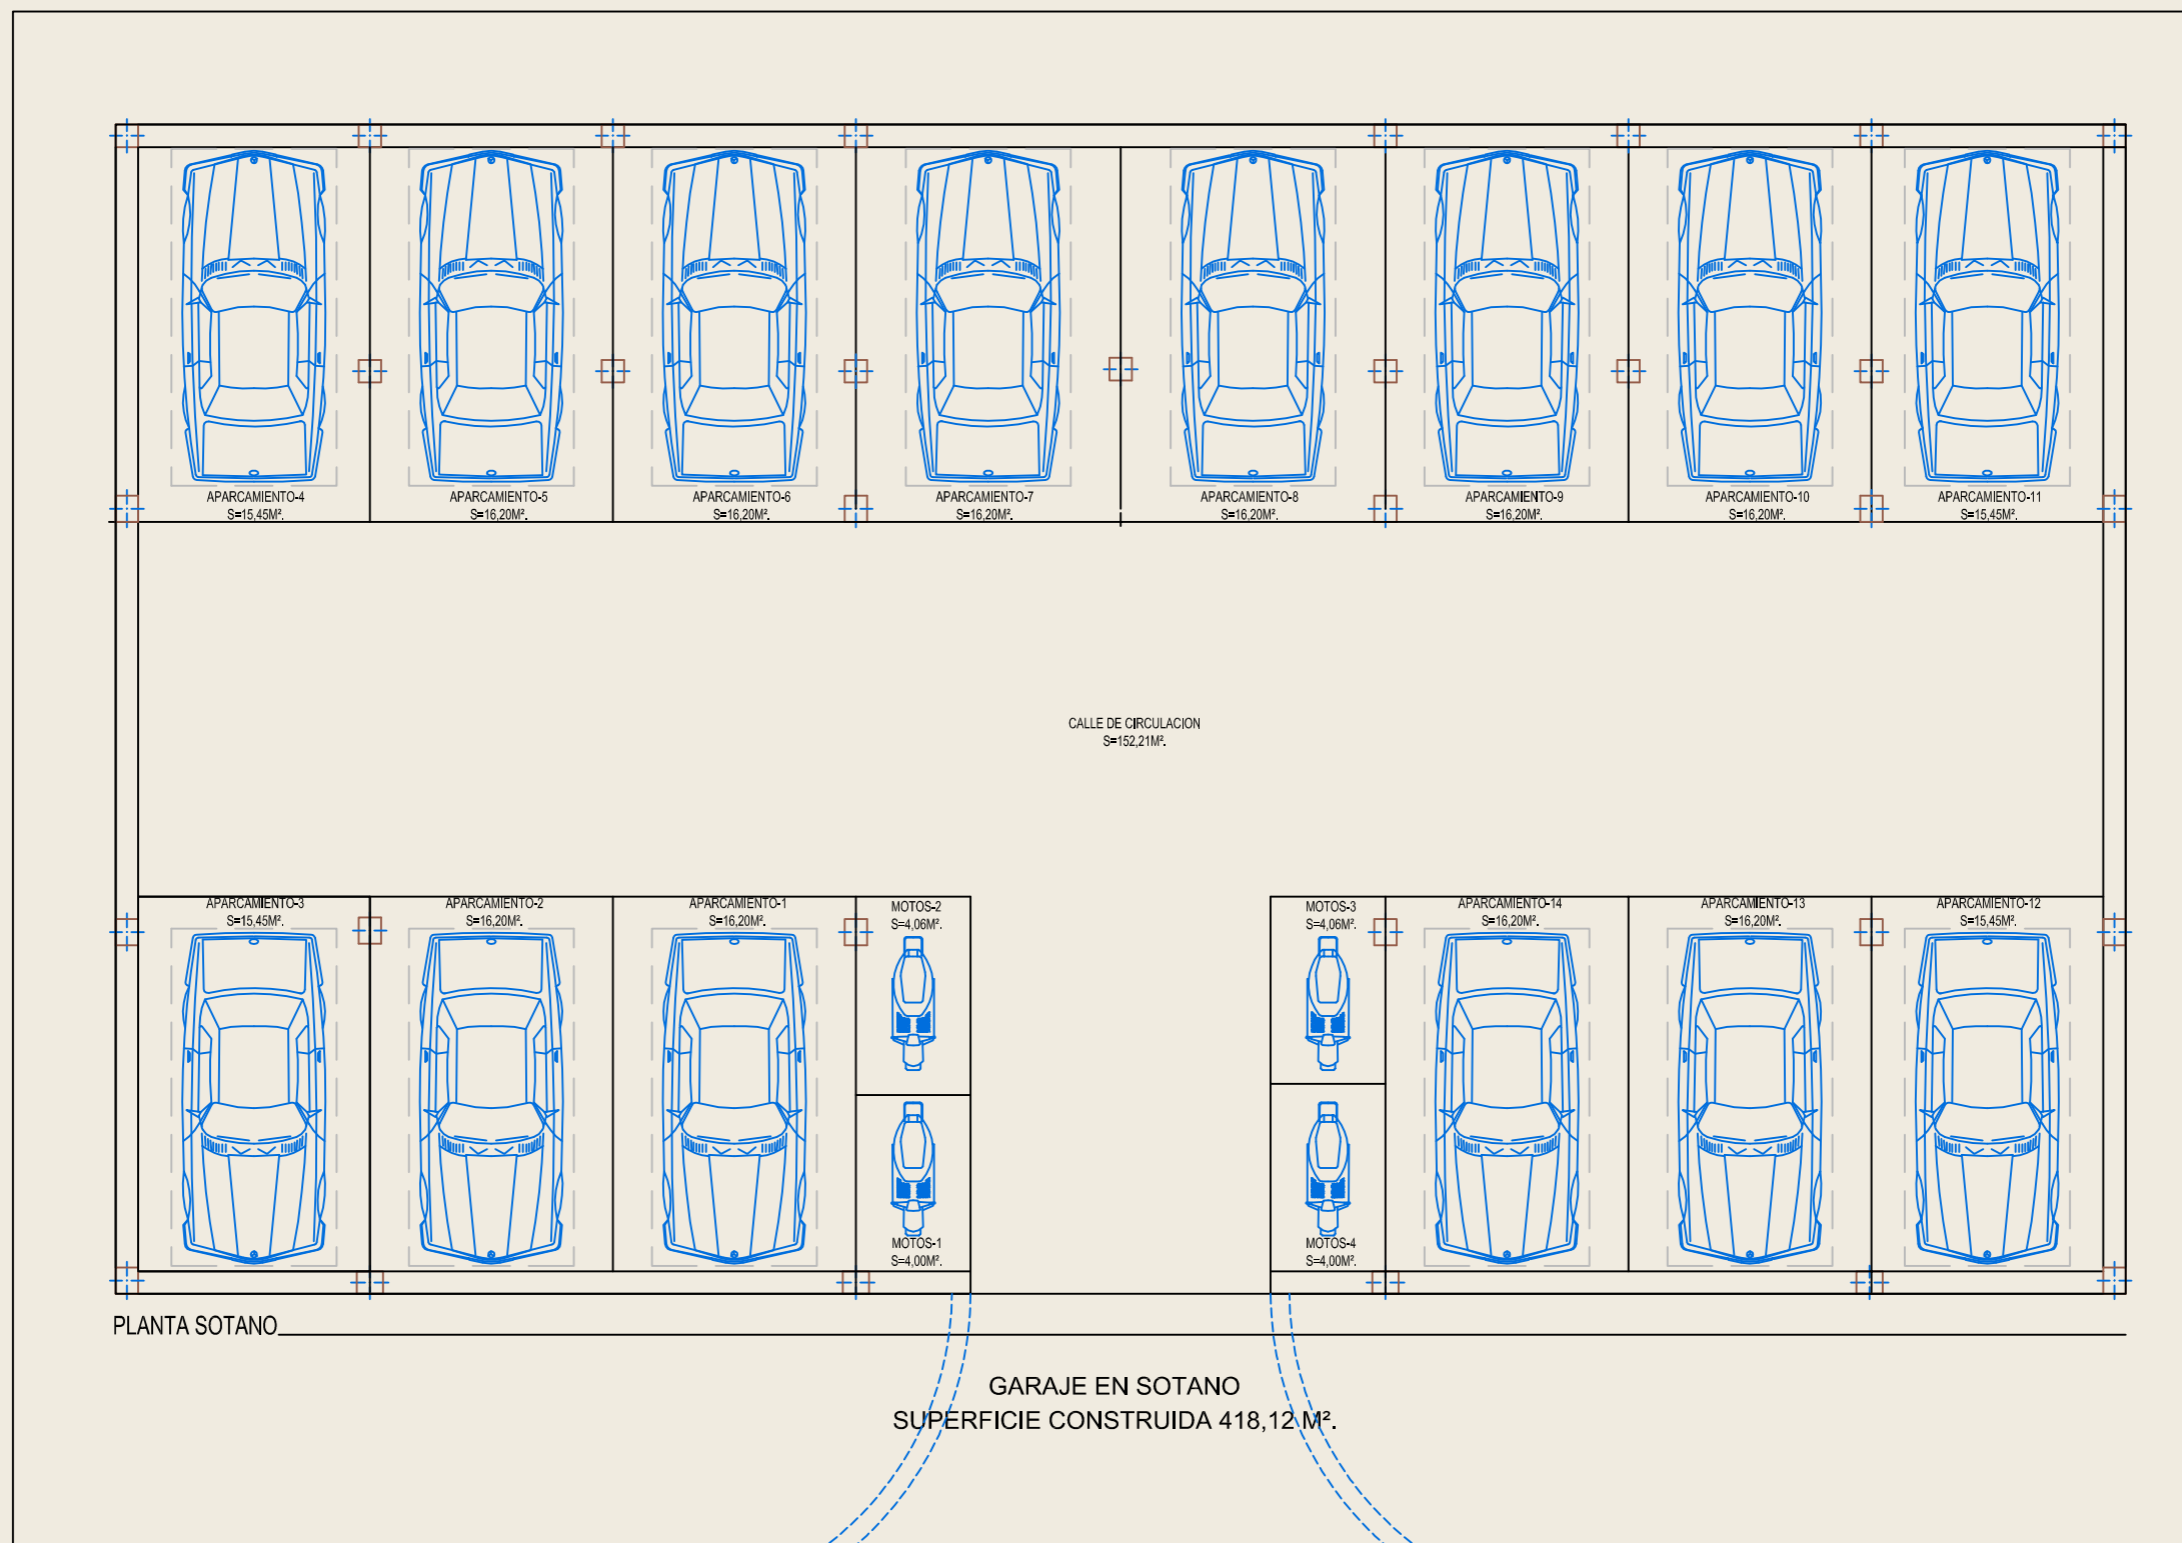 APARCAMIENTO-4
S=15,45M².
APARCAMIENTO-5
S=16,20M².
APARCAMIENTO-6
S=16,20M².
APARCAMIENTO-7
S=16,20M².
APARCAMIENTO-8
S=16,20M².
APARCAMIENTO-9
S=16,20M².
APARCAMIENTO-10
S=16,20M².
APARCAMIENTO-11
S=15,45M².
CALLE DE CIRCULACION
S=152,21M².
APARCAMIENTO-3
S=15,45M².
APARCAMIENTO-2
S=16,20M².
APARCAMIENTO-1
S=16,20M².
MOTOS-2
S=4,06M².
MOTOS-3
S=4,06M².
APARCAMIENTO-14
S=16,20M².
APARCAMIENTO-13
S=16,20M².
APARCAMIENTO-12
S=15,45M².
MOTOS-1
S=4,00M².
MOTOS-4
S=4,00M².
PLANTA SOTANO
GARAJE EN SOTANO
SUPERFICIE CONSTRUIDA 418,12 M².